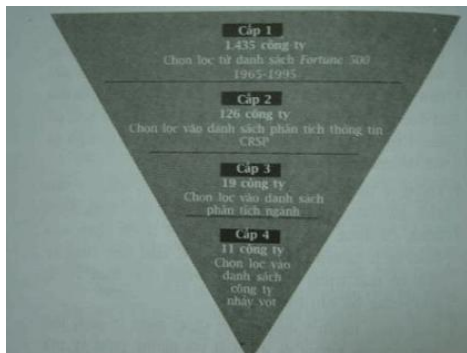 Cấp 1
1.435 công ty
Chọn lọc từ danh sách Fortune 500
1965-1995
Cấp 2
126 công ty
Chọn lọc vào danh sách phân tích thông tin
CRSP
Cấp 3
19 công ty
Chọn lọc vào danh sách
phân tích ngành
Cấp 4
11 công ty
Chọn lọc vào
danh sách
công ty
nhảy vọt